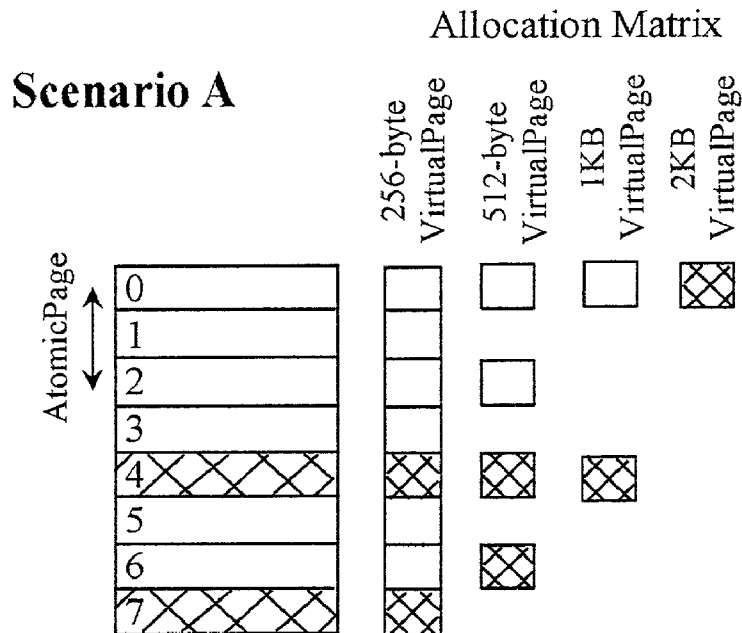 Allocation Matrix
Scenario A
256-byte
VirtualPage
512-byte
VirtualPage
1KB
VirtualPage
2KB
VirtualPage
AtomicPage
0
1
2
3
4
5
6
7